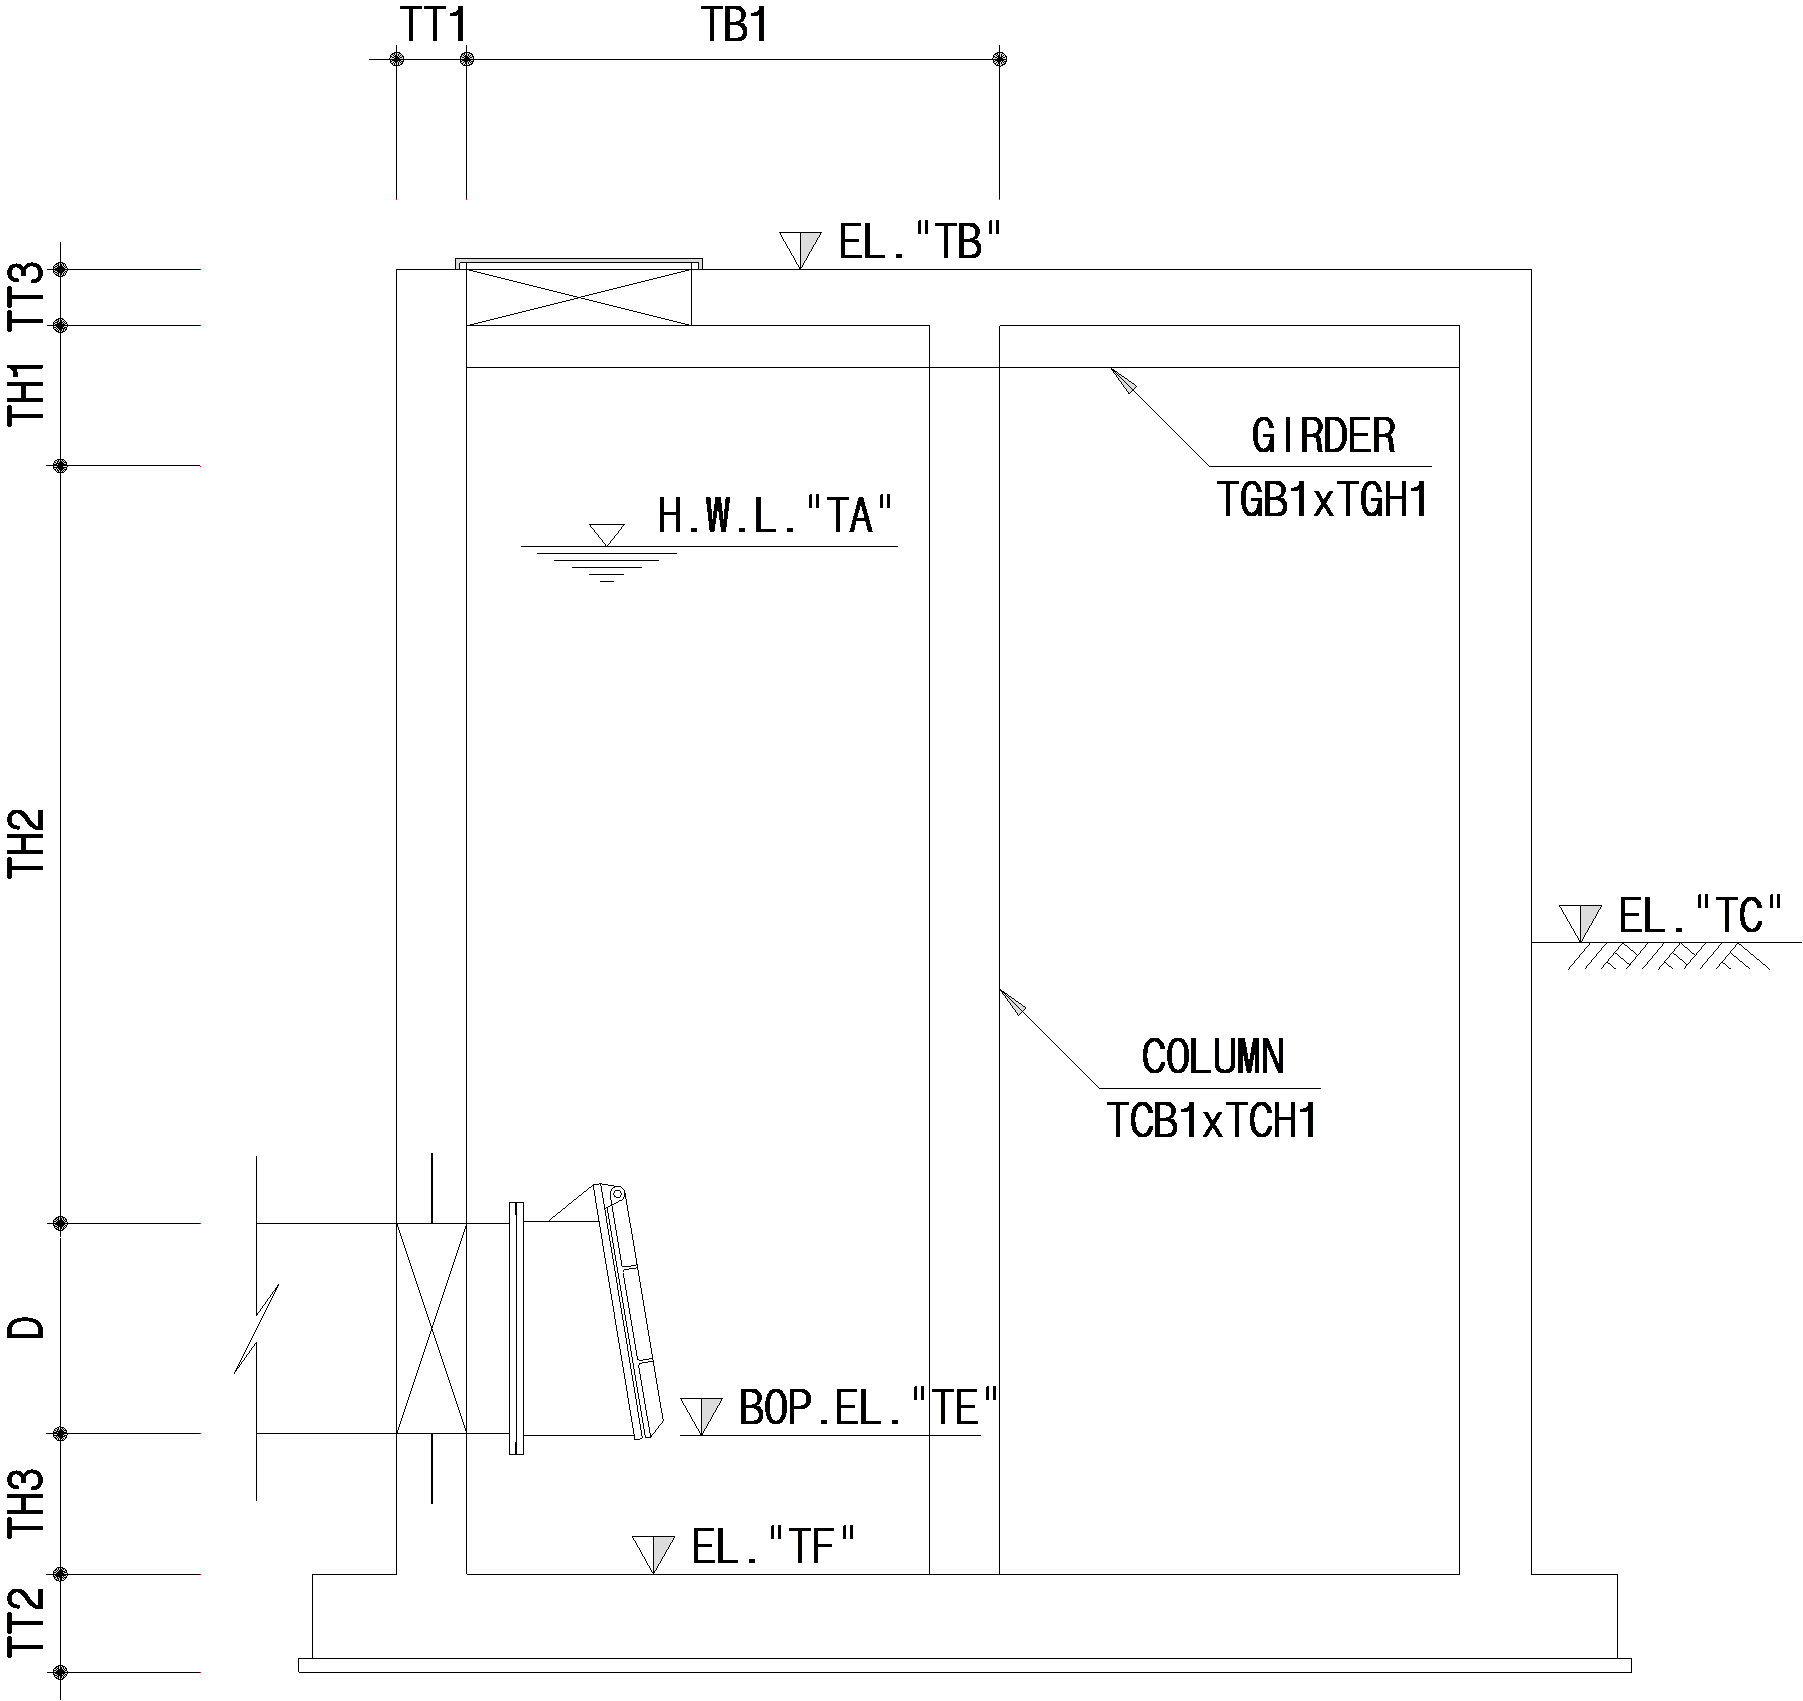 TT1
TB1
EL."TB"
TT3
TH1
GIRDER
TGB1xTGH1
H.W.L."TA"
TH2
EL."TC"
COLUMN
TCB1xTCH1
D
BOP.EL."TE"
TH3
EL."TF"
TT2